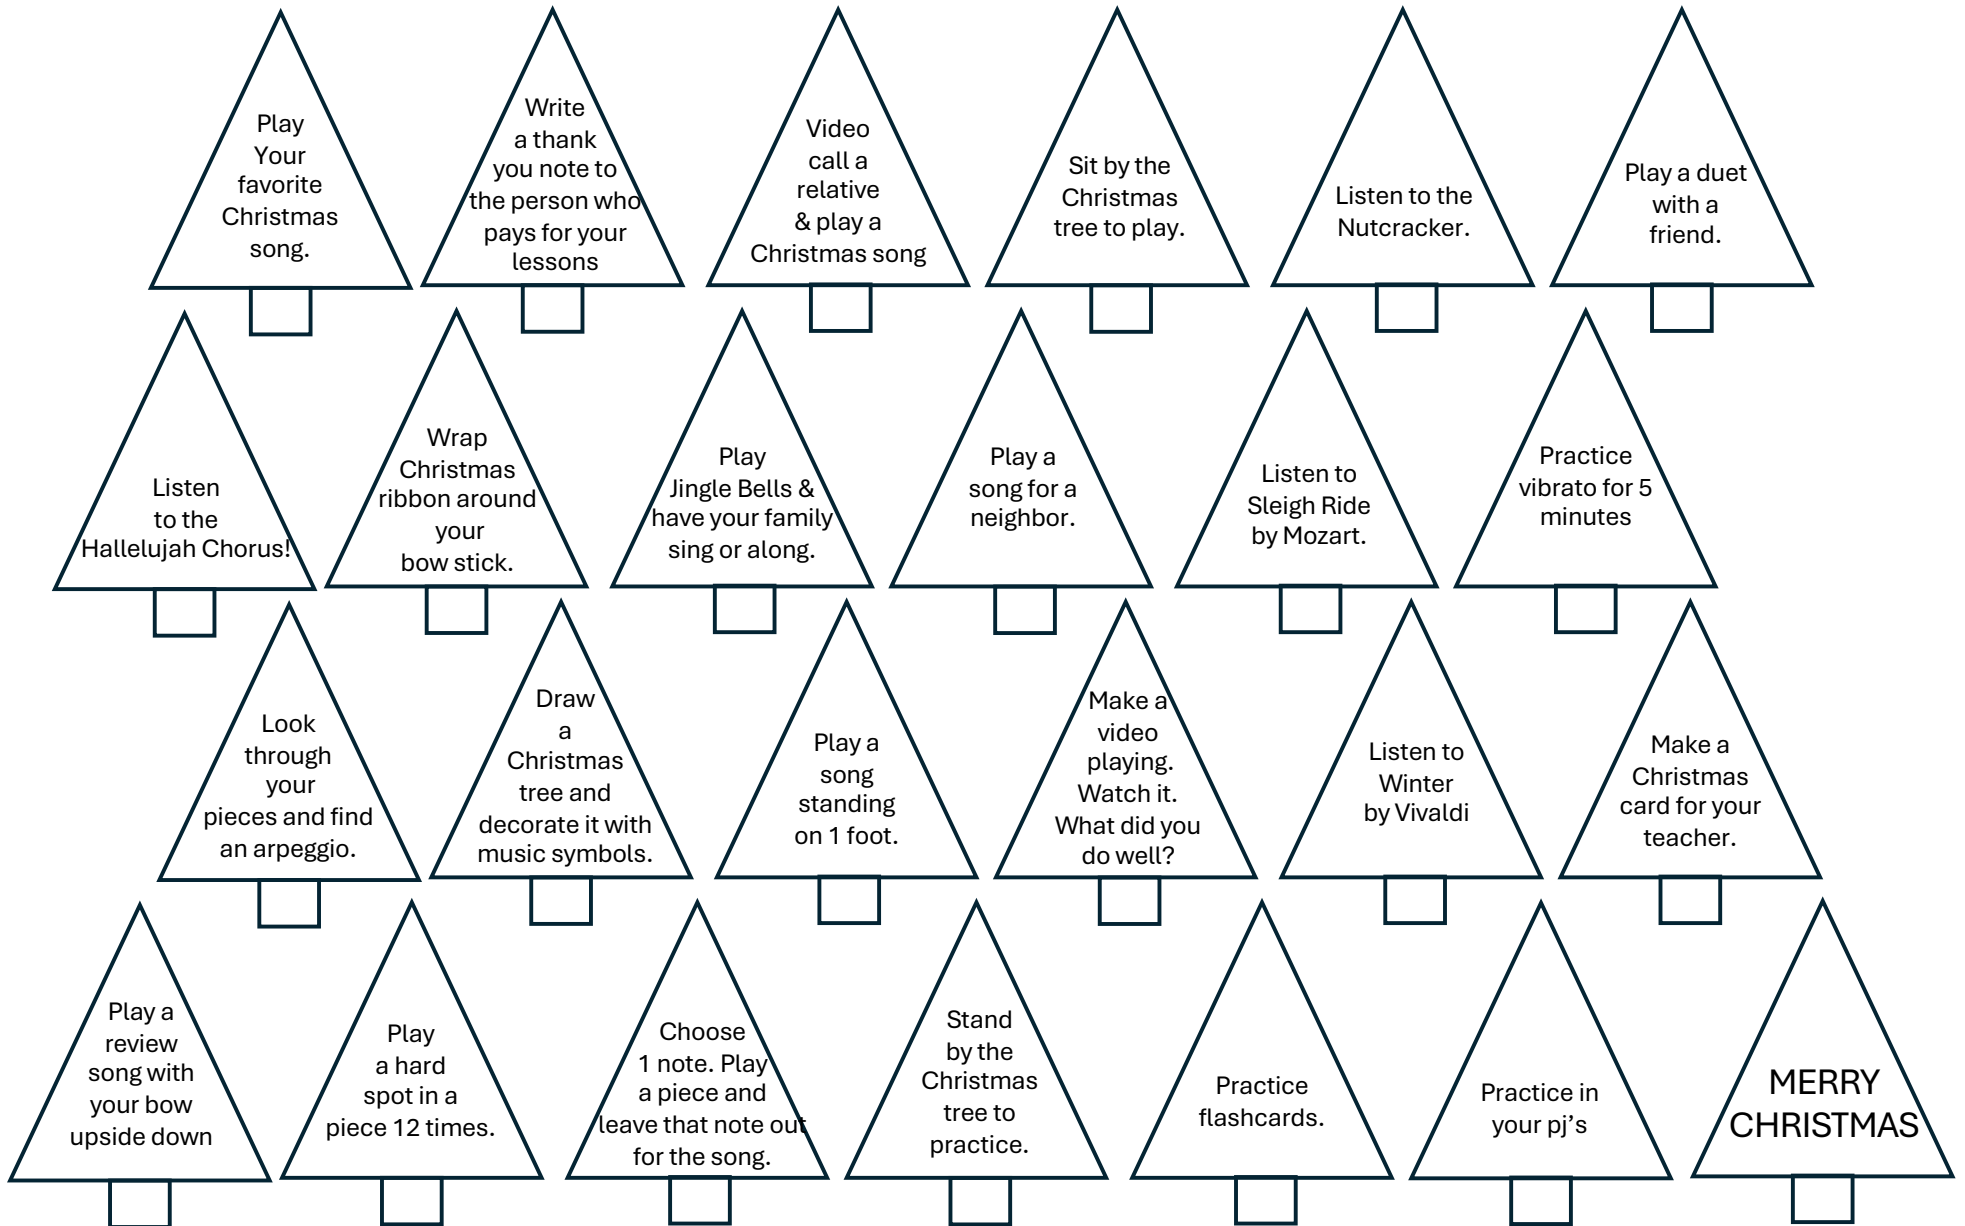 Play
Your
favorite
Christmas
song.
Write
a thank
you note to
the person who
pays for your
lessons
Video
call a
relative
& play a
Christmas song
Sit by the
Christmas
tree to play.
Listen to the
Nutcracker.
Play a duet
with a
friend.
Listen
to the
Hallelujah Chorus!
Wrap
Christmas
ribbon around
your
bow stick.
Play
Jingle Bells &
have your family
sing or along.
Play a
song for a
neighbor.
Listen to
Sleigh Ride
by Mozart.
Practice
vibrato for 5
minutes
Look
through
your
pieces and find
an arpeggio.
Draw
a
Christmas
tree and
decorate it with
music symbols.
Play a
song
standing
on 1 foot.
Make a
video
playing.
Watch it.
What did you
do well?
Listen to
Winter
by Vivaldi
Make a
Christmas
card for your
teacher.
Play a
review
song with
your bow
upside down
Play
a hard
spot in a
piece 12 times.
Choose
1 note. Play
a piece and
leave that note out
for the song.
Stand
by the
Christmas
tree to
practice.
Practice
flashcards.
Practice in
your pj’s
MERRY
CHRISTMAS